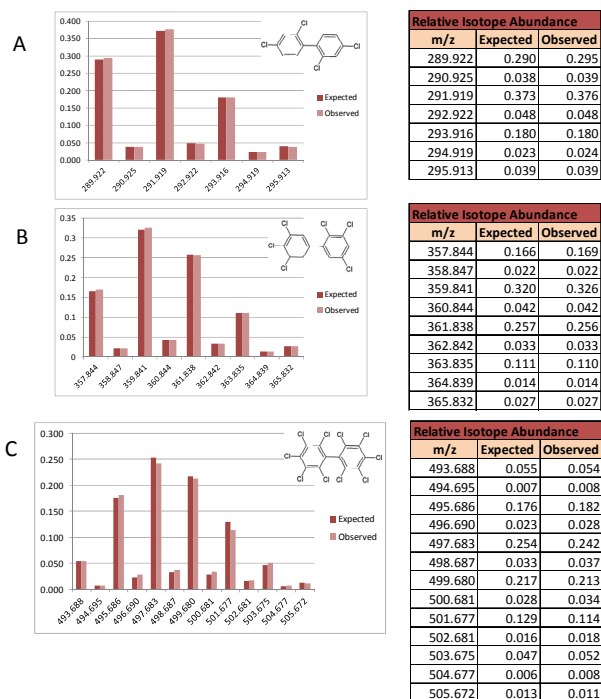 A
0.400
0.350
0.300
0.250
0.200
0.150
0.100
0.050
0.000
289.922
290.925
291.919
292.922
293.916
294.919
295.913
Cl
Cl
Cl
Cl
Expected
Observed
Relative Isotope Abundance
m/z Expected Observed
289.922 0.290 0.295
290.925 0.038 0.039
291.919 0.373 0.376
292.922 0.048 0.048
293.916 0.180 0.180
294.919 0.023 0.024
295.913 0.039 0.039
B
0.35
0.3
0.25
0.2
0.15
0.1
0.05
0
357.844
358.847
359.841
360.844
361.838
362.842
363.835
364.839
365.832
Cl
Cl
Cl
Cl
Cl
Cl
Expected
Observed
Relative Isotope Abundance
m/z Expected Observed
357.844 0.166 0.169
358.847 0.022 0.022
359.841 0.320 0.326
360.844 0.042 0.042
361.838 0.257 0.256
362.842 0.033 0.033
363.835 0.111 0.110
364.839 0.014 0.014
365.832 0.027 0.027
C
0.300
0.250
0.200
0.150
0.100
0.050
0.000
493.688
494.695
495.686
496.690
497.683
498.687
499.680
500.681
501.677
502.681
503.675
504.677
505.672
Cl
Cl
Cl
Cl
Cl
Cl
Cl
Cl
Cl
Cl
Expected
Observed
Relative Isotope Abundance
m/z Expected Observed
493.688 0.055 0.054
494.695 0.007 0.008
495.686 0.176 0.182
496.690 0.023 0.028
497.683 0.254 0.242
498.687 0.033 0.037
499.680 0.217 0.213
500.681 0.028 0.034
501.677 0.129 0.114
502.681 0.016 0.018
503.675 0.047 0.052
504.677 0.006 0.008
505.672 0.013 0.011